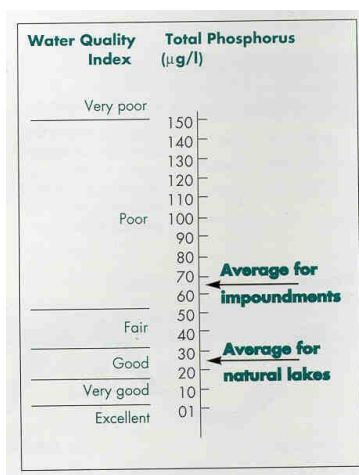 Water Quality Index
Total Phosphorus (µg/l)
Very poor
150
140
130
120
110
Poor
100
90
80
70
Average for impoundments
60
50
Fair
40
30
Average for natural lakes
Good
20
Very good
10
Excellent
01